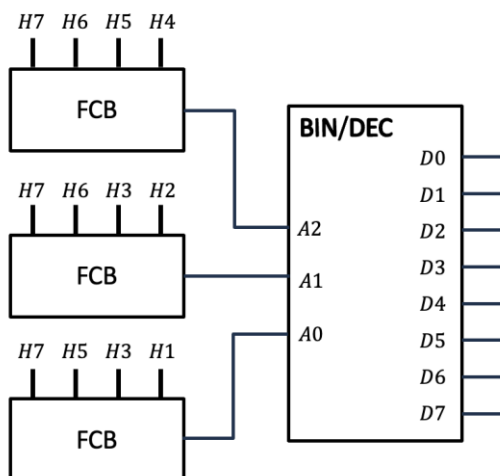 H7 H6 H5 H4
FCB
BIN/DEC
D0
D1
H7 H6 H3 H2
A2
D2
FCB
A1
D3
D4
A0
D5
H7 H5 H3 H1
D6
D7
FCB